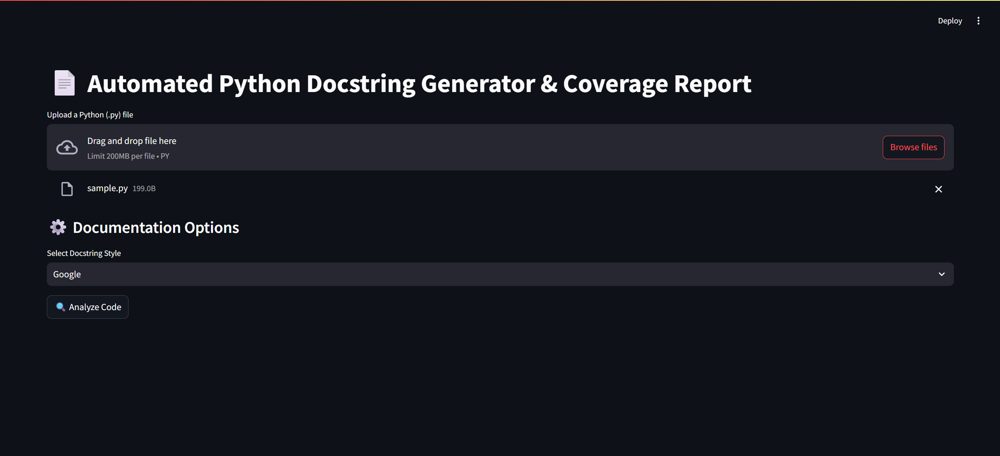 Deploy
Automated Python Docstring Generator & Coverage Report
Upload a Python (.py) file
Drag and drop file here
Limit 200MB per file • PY
Browse files
sample.py 199.0B
Documentation Options
Select Docstring Style
Google
Analyze Code